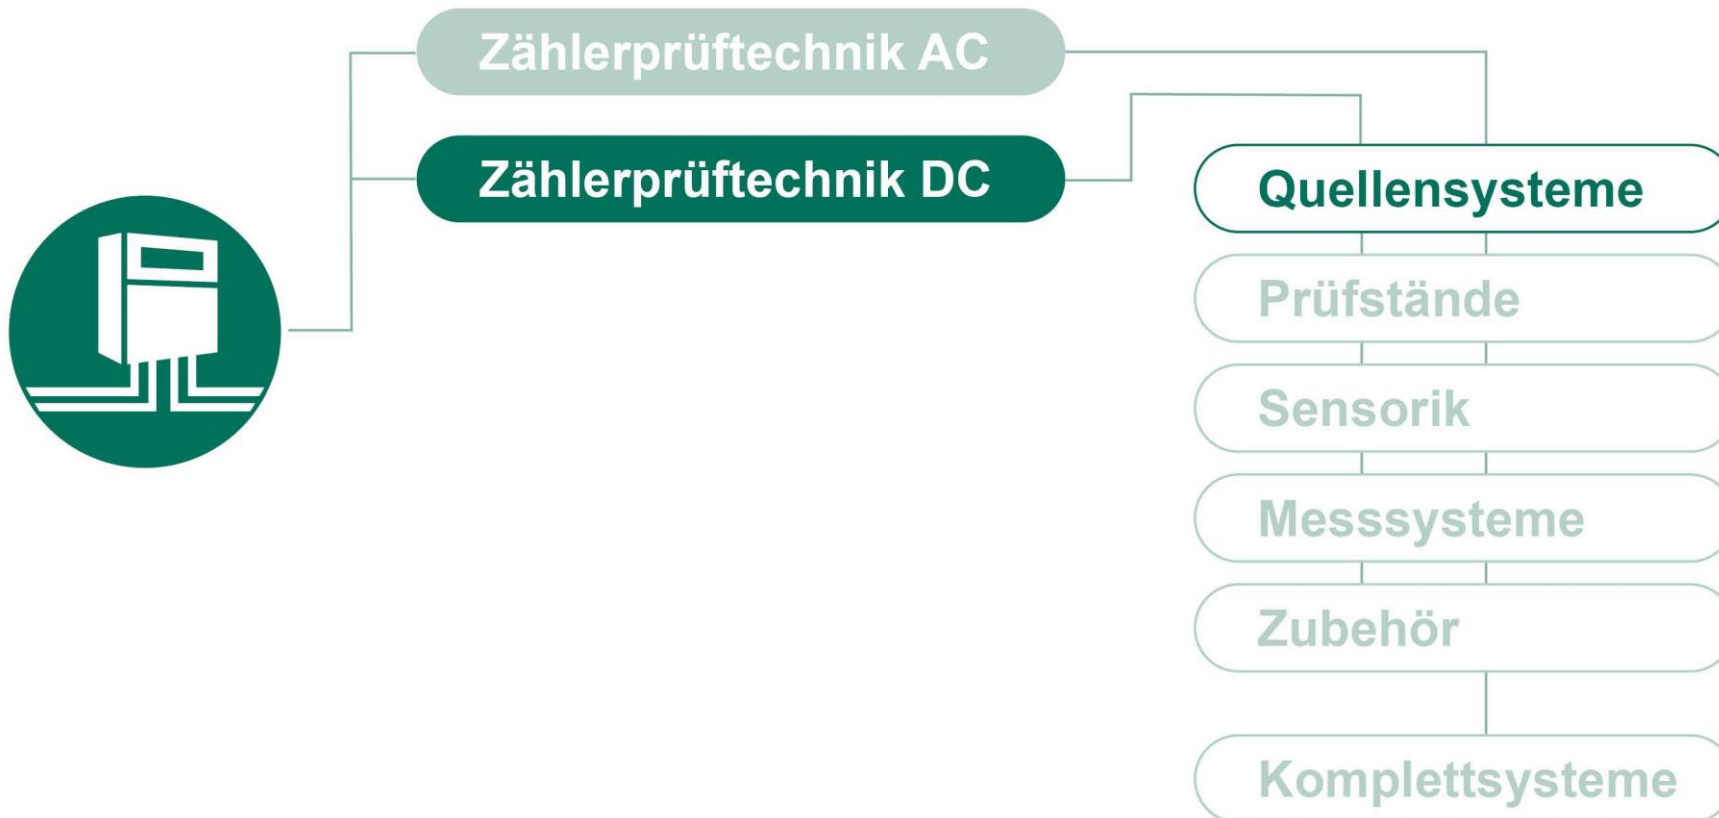 Zählerprüftechnik AC
Zählerprüftechnik DC
Quellensysteme
Prüfstände
Sensorik
Messsysteme
Zubehör
Komplettsysteme